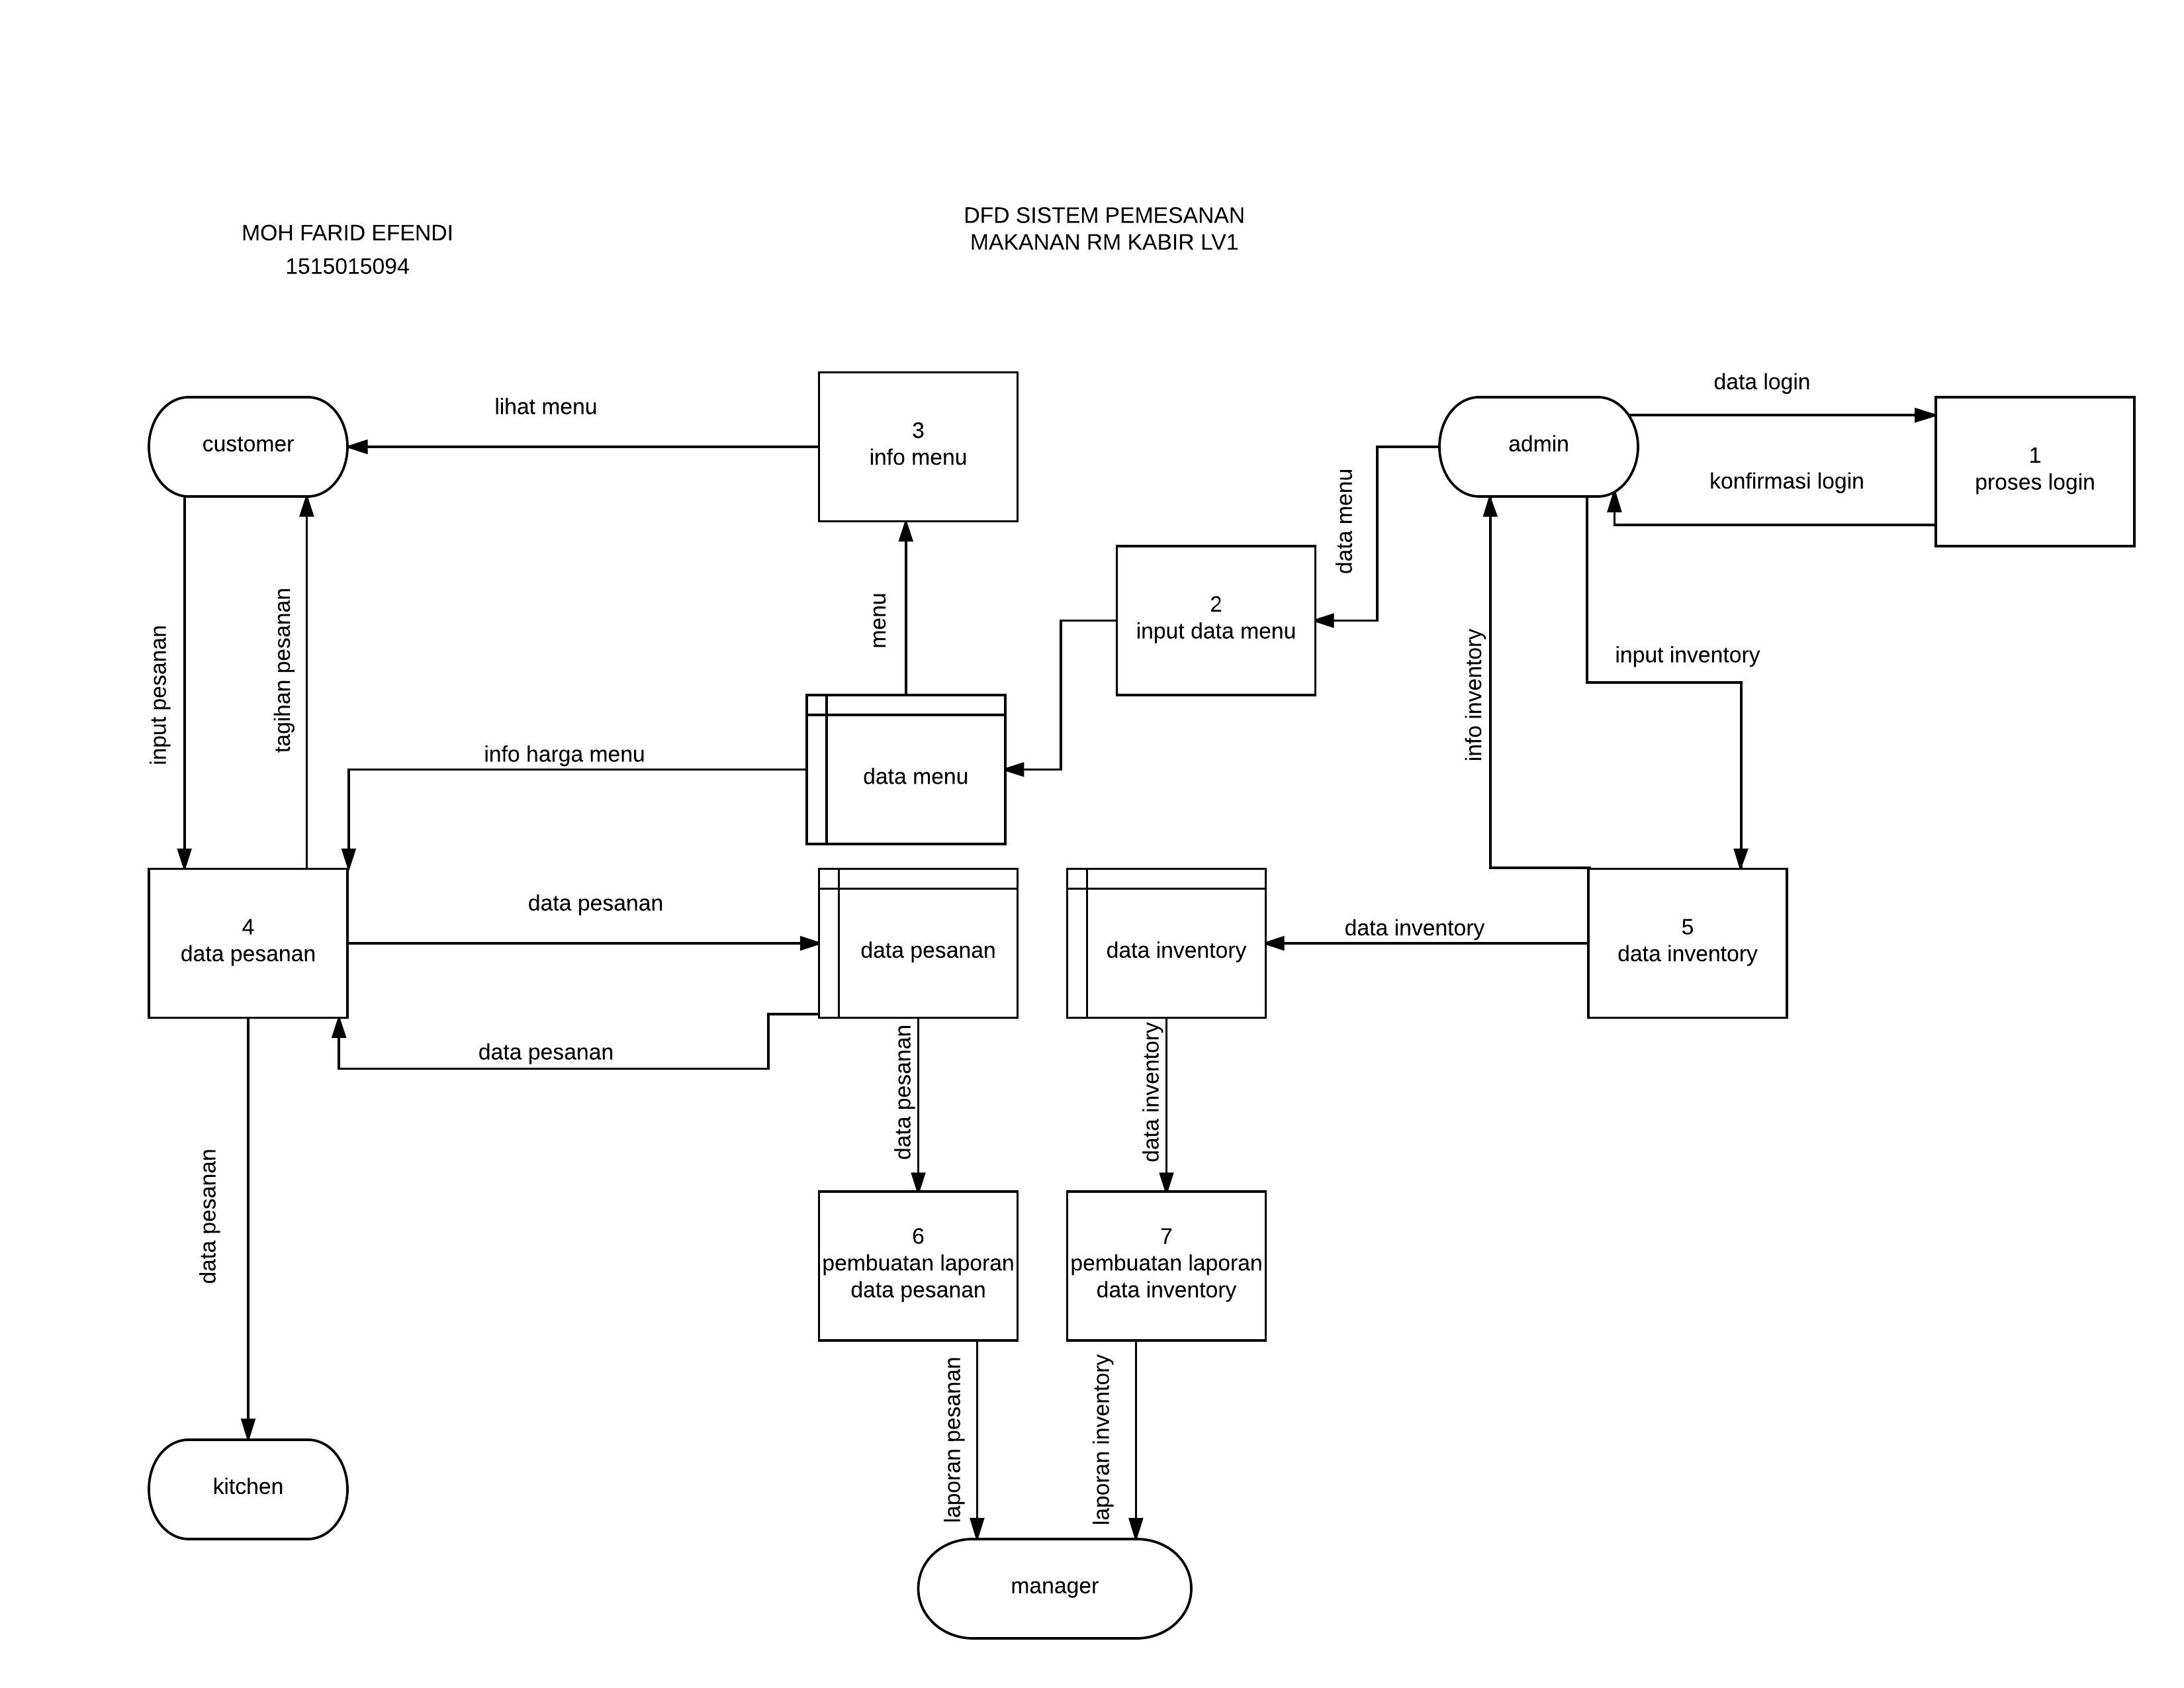 MOH FARID EFENDI
1515015094
DFD SISTEM PEMESANAN
MAKANAN RM KABIR LV1
customer
lihat menu
3
info menu
admin
data login
konfirmasi login
1
proses login
data menu
2
input data menu
menu
input pesanan
tagihan pesanan
info harga menu
data menu
info inventory
input inventory
4
data pesanan
data pesanan
data pesanan
data inventory
data inventory
5
data inventory
data pesanan
data pesanan
data inventory
data pesanan
6
pembuatan laporan
data pesanan
7
pembuatan laporan
data inventory
laporan pesanan
laporan inventory
kitchen
manager